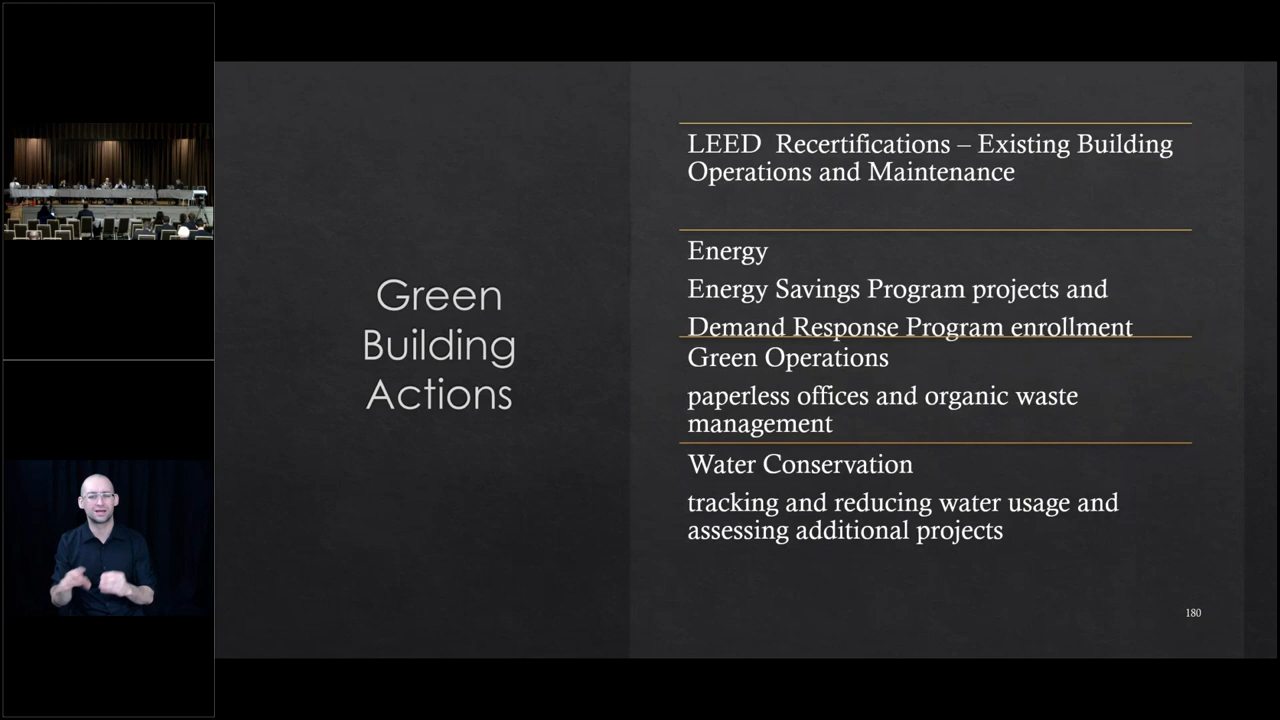 Green
Building
Actions
LEED  Recertifications – Existing Building
Operations and Maintenance
Energy
Energy Savings Program projects and
Demand Response Program enrollment
Green Operations
paperless offices and organic waste
management
Water Conservation
tracking and reducing water usage and
assessing additional projects
180